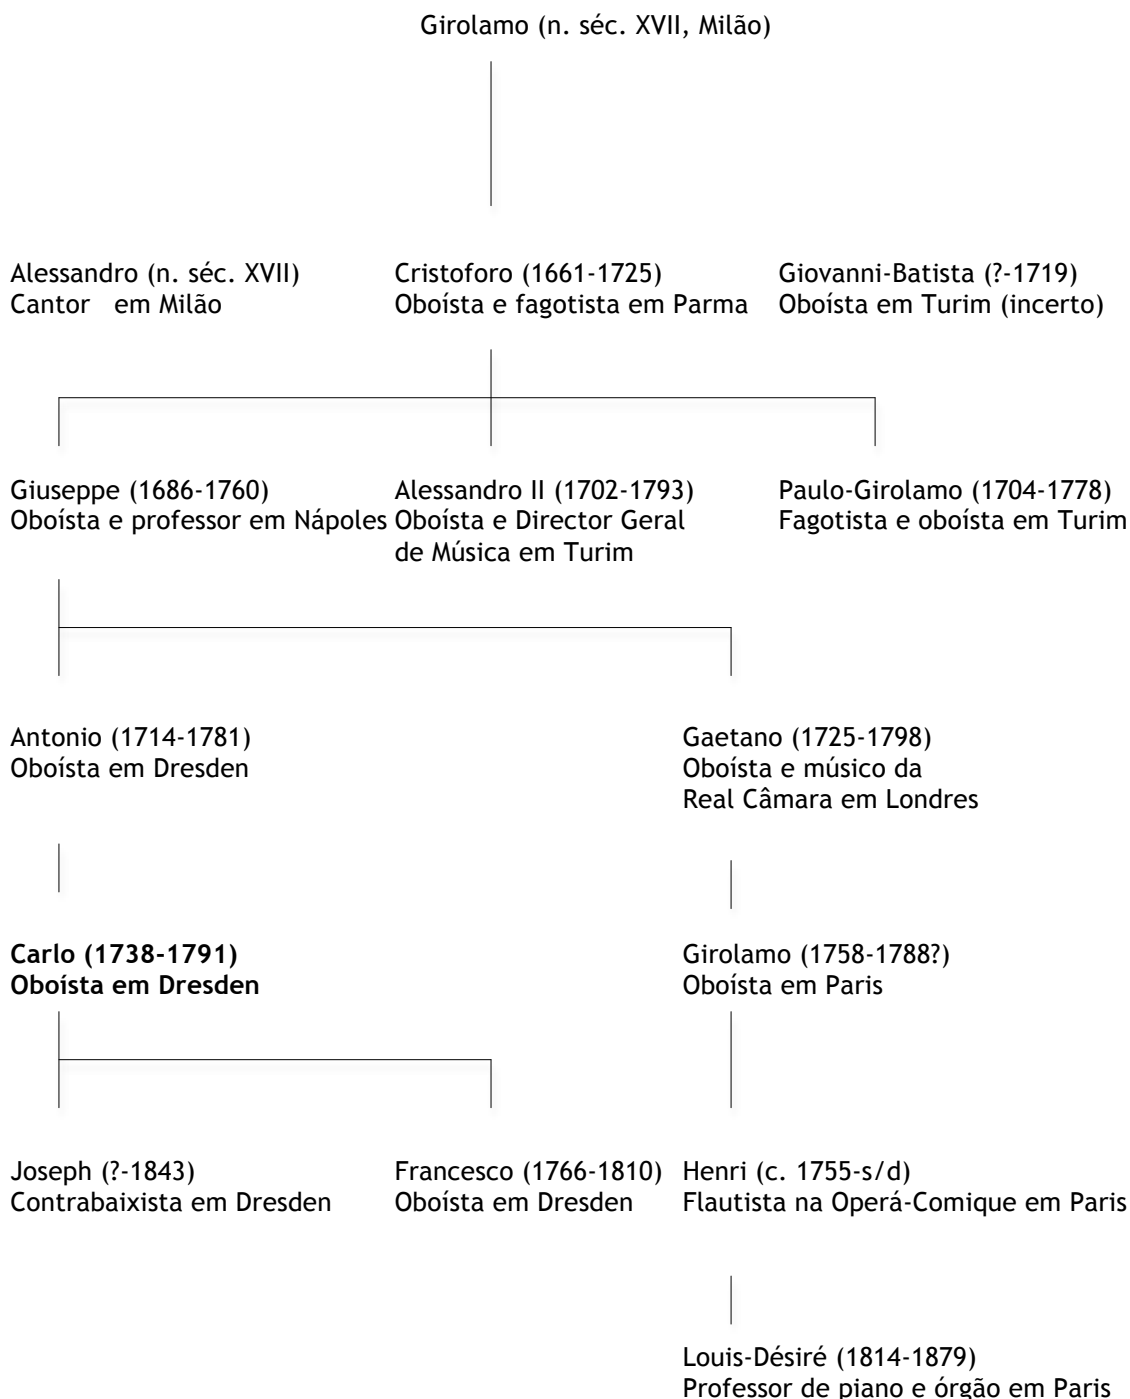 Girolamo (n. séc. XVII, Milão)
Alessandro (n. séc. XVII)
Cantor em Milão
Cristoforo (1661-1725)
Oboísta e fagotista em Parma
Giovanni-Batista (?-1719)
Oboísta em Turim (incerto)
Giuseppe (1686-1760)
Oboísta e professor em Nápoles
Alessandro II (1702-1793)
Oboísta e Director Geral
de Música em Turim
Paulo-Girolamo (1704-1778)
Fagotista e oboísta em Turim
Antonio (1714-1781)
Oboísta em Dresden
Gaetano (1725-1798)
Oboísta e músico da
Real Câmara em Londres
Carlo (1738-1791)
Oboísta em Dresden
Girolamo (1758-1788?)
Oboísta em Paris
Joseph (?-1843)
Contrabaixista em Dresden
Francesco (1766-1810)
Oboísta em Dresden
Henri (c. 1755-s/d)
Flautista na Operá-Comique em Paris
Louis-Désiré (1814-1879)
Professor de piano e órgão em Paris